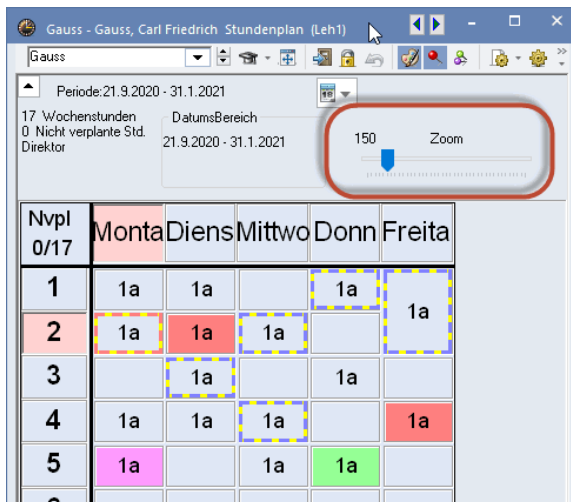 Gauss - Gauss, Carl Friedrich Stundenplan (Leh1)
Gauss
Periode:21.9.2020 - 31.1.2021
18
17 Wochenstunden
0 Nicht verplante Std.
Direktor
DatumsBereich
21.9.2020 - 31.1.2021
150 Zoom
Nvpl
0/17
Monta Diens Mittwo Donn Freita
1 1a 1a 1a 1a
2 1a 1a 1a
3 1a 1a
4 1a 1a 1a 1a
5 1a 1a 1a